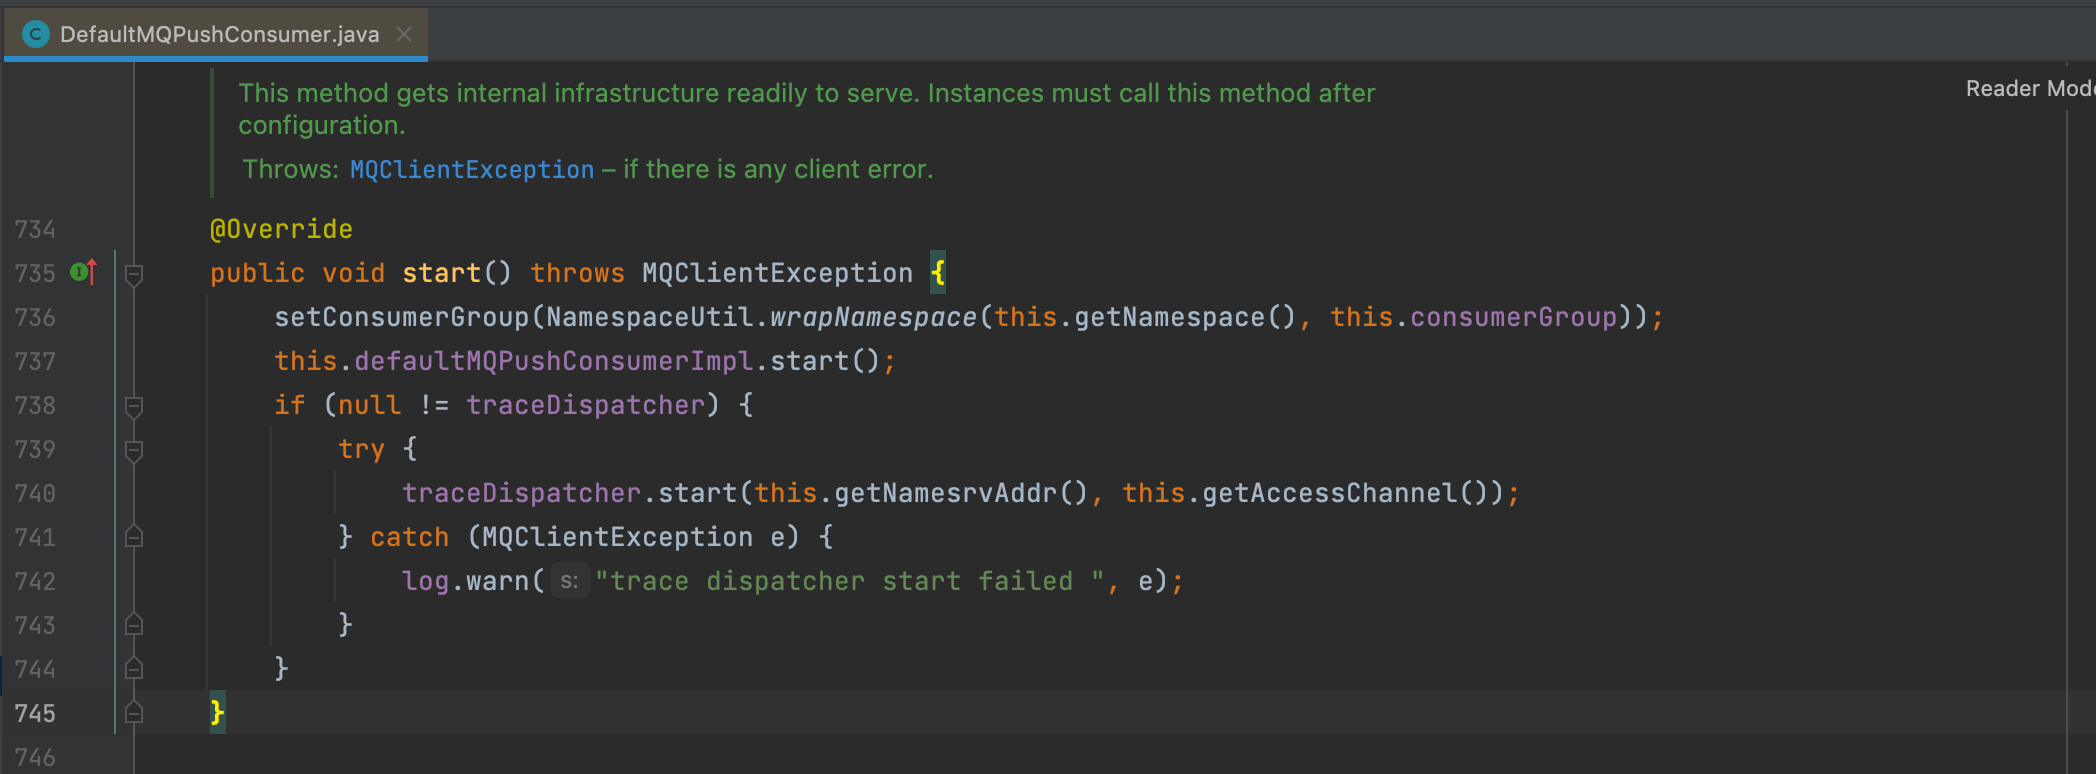 DefaultMQPushConsumer.java
This method gets internal infrastructure readily to serve. Instances must call this method after
Reader Mode
configuration.
Throws: MQClientException – if there is any client error.
734 @Override
735 public void start() throws MQClientException {
736 setConsumerGroup(NamespaceUtil.wrapNamespace(this.getNamespace(), this.consumerGroup));
737 this.defaultMQPushConsumerImpl.start();
738 if (null != traceDispatcher) {
739 try {
740 traceDispatcher.start(this.getNamesrvAddr(), this.getAccessChannel());
741 } catch (MQClientException e) {
742 log.warn( s: "trace dispatcher start failed ", e);
743 }
744 }
745 }
746